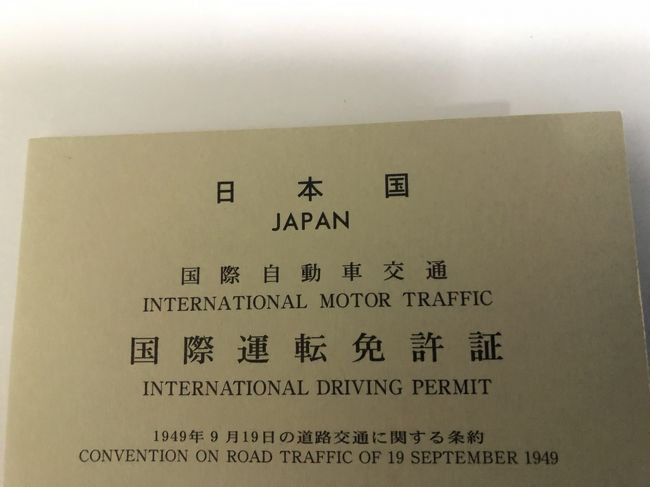 日本国
JAPAN
国際自動車交通
INTERNATIONAL MOTOR TRAFFIC
国際運転免許証
INTERNATIONAL DRIVING PERMIT
1949年9月19日の道路交通に関する条約
CONVENTION ON ROAD TRAFFIC OF 19 SEPTEMBER 1949